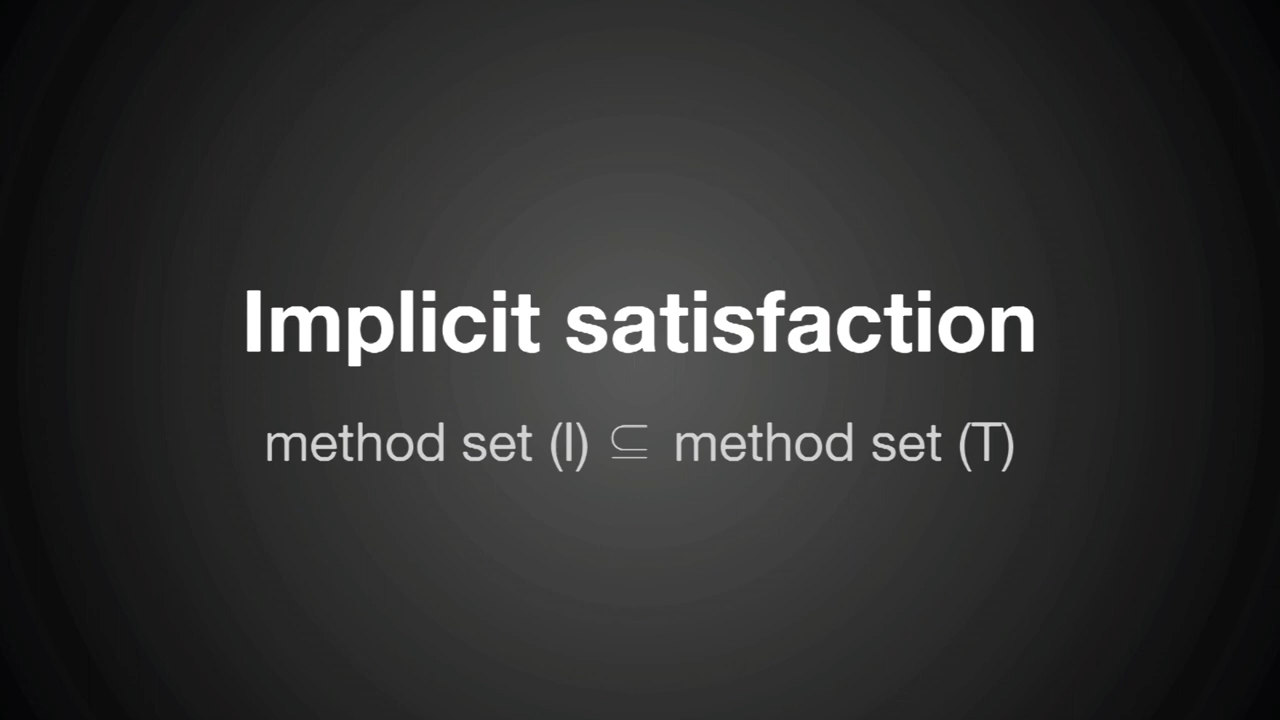 Implicit satisfaction
method set (I) ⊆ method set (T)